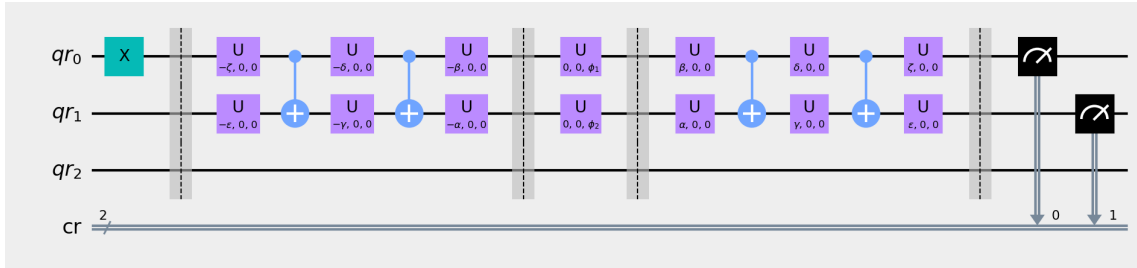 qr0 X U −ζ, 0, 0 U −δ, 0, 0 U −β, 0, 0 U 0, 0, ϕ1 U β, 0, 0 U δ, 0, 0 U ζ, 0, 0
qr1 U −ε, 0, 0 U −γ, 0, 0 U −α, 0, 0 U 0, 0, ϕ2 U α, 0, 0 U γ, 0, 0 U ε, 0, 0
qr2
cr 2 0 1